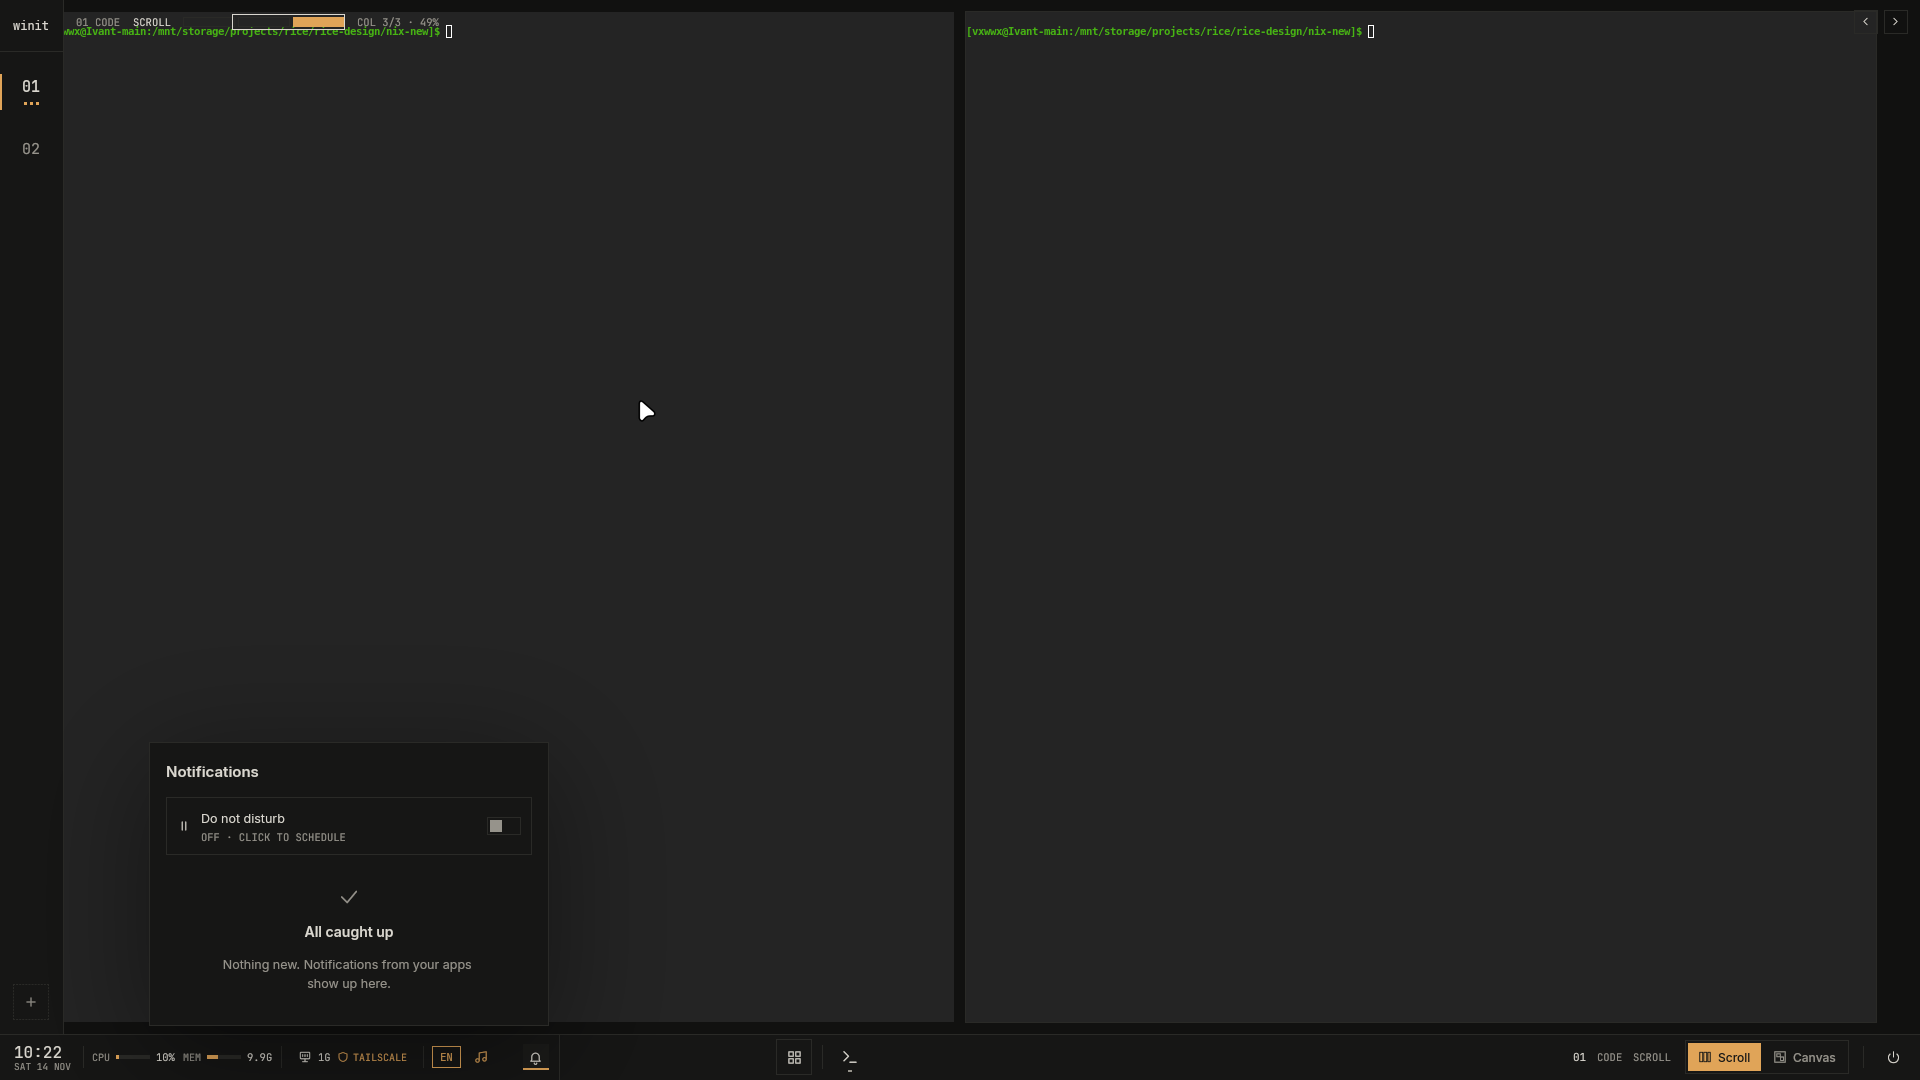 winit
01 CODE SCROLL COL 3/3 · 49%
wwx@Ivant-main:/mnt/storage/projects/rice/rice-design/nix-new]$
[vxwwx@Ivant-main:/mnt/storage/projects/rice/rice-design/nix-new]$
01
02
Notifications
Do not disturb
OFF · CLICK TO SCHEDULE
All caught up
Nothing new. Notifications from your apps
show up here.
10:22
SAT 14 NOV
CPU 10% MEM 9.9G
1G TAILSCALE
EN
01 CODE SCROLL
Scroll
Canvas